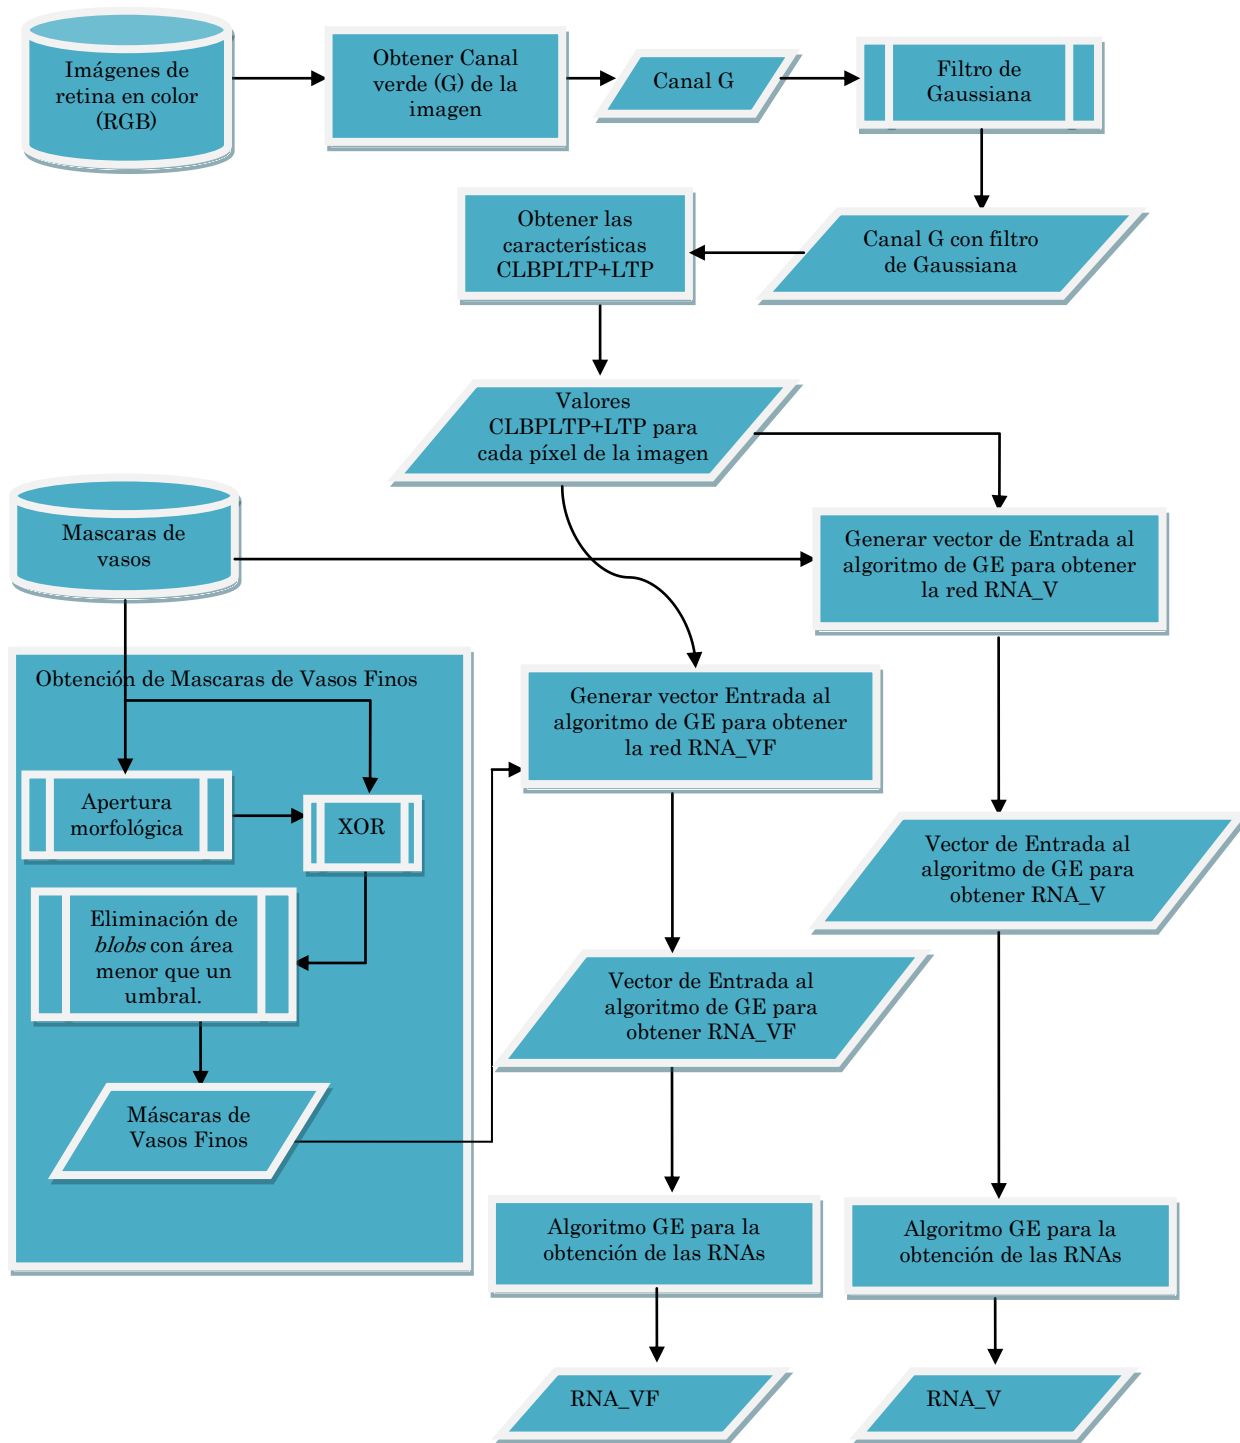 Imágenes de
retina en color
(RGB)
Obtener Canal
verde (G) de la
imagen
Canal G
Filtro de
Gaussiana
Obtener las
características
CLBPLTP+LTP
Canal G con filtro
de Gaussiana
Valores
CLBPLTP+LTP para
cada píxel de la imagen
Mascaras de
vasos
Generar vector de Entrada al
algoritmo de GE para obtener
la red RNA_V
Obtención de Mascaras de Vasos Finos
Generar vector Entrada al
algoritmo de GE para obtener
la red RNA_VF
Apertura
morfológica
XOR
Vector de Entrada al
algoritmo de GE para
obtener RNA_V
Eliminación de
blobs con área
menor que un
umbral.
Vector de Entrada al
algoritmo de GE para
obtener RNA_VF
Máscaras de
Vasos Finos
Algoritmo GE para la
obtención de las RNAs
Algoritmo GE para la
obtención de las RNAs
RNA_VF
RNA_V